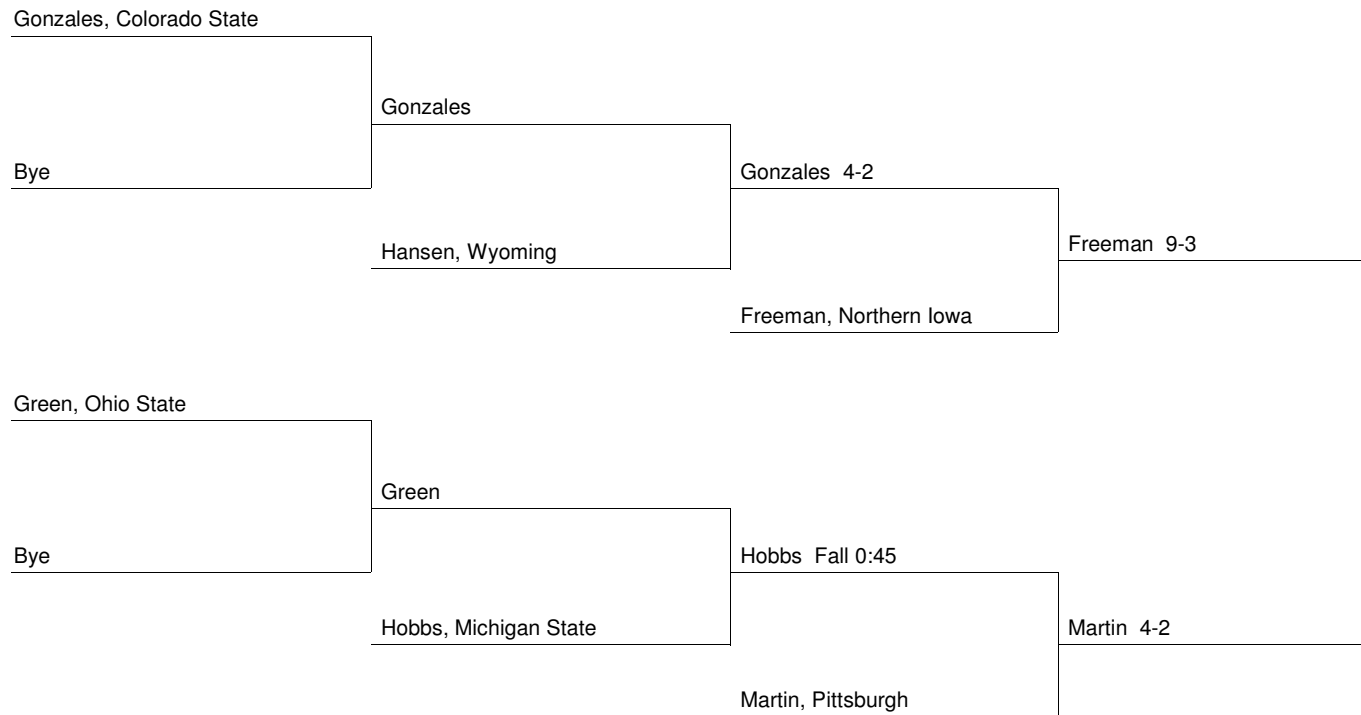 Gonzales, Colorado State
Gonzales
Bye
Gonzales 4-2
Hansen, Wyoming
Freeman 9-3
Freeman, Northern Iowa
Green, Ohio State
Green
Bye
Hobbs Fall 0:45
Hobbs, Michigan State
Martin 4-2
Martin, Pittsburgh